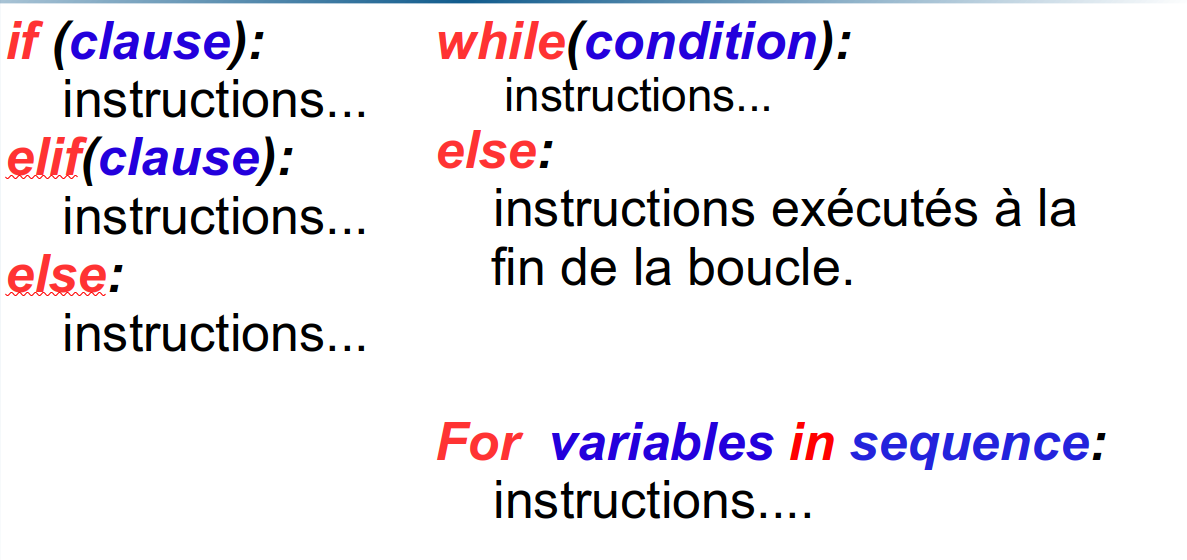 if (clause):
instructions...
elif(clause):
instructions...
else:
instructions...
while(condition):
instructions...
else:
instructions exécutés à la
fin de la boucle.
For variables in sequence:
instructions....